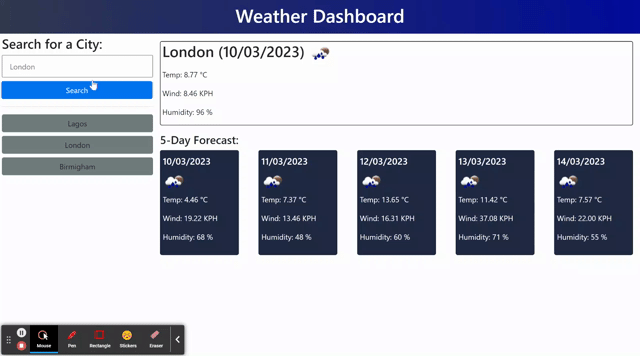 Weather Dashboard
Search for a City:
London
Search
Lagos
London
Birmigham
London (10/03/2023)
Temp: 8.77 °C
Wind: 8.46 KPH
Humidity: 96 %
5-Day Forecast:
10/03/2023
Temp: 4.46 °C
Wind: 19.22 KPH
Humidity: 68 %
11/03/2023
Temp: 7.37 °C
Wind: 13.46 KPH
Humidity: 48 %
12/03/2023
Temp: 13.65 °C
Wind: 16.31 KPH
Humidity: 60 %
13/03/2023
Temp: 11.42 °C
Wind: 37.08 KPH
Humidity: 71 %
14/03/2023
Temp: 7.57 °C
Wind: 22.00 KPH
Humidity: 55 %
Mouse
Pen
Rectangle
Stickers
Eraser